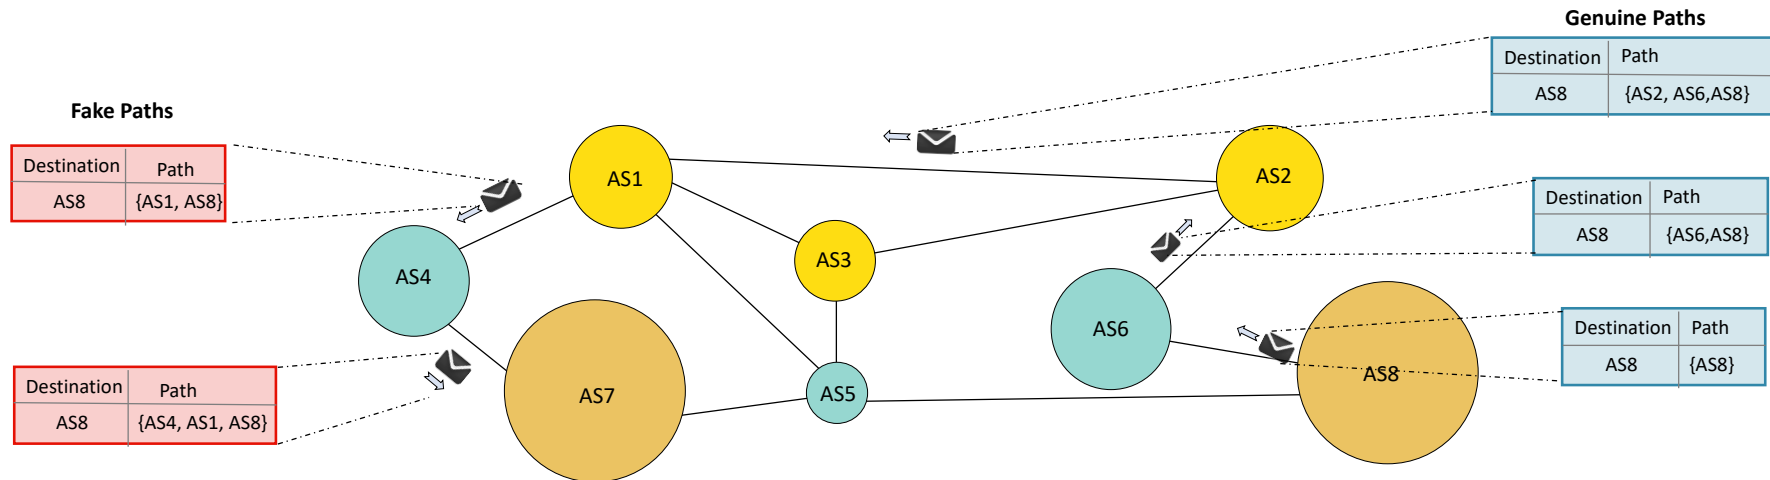 Genuine Paths
Destination Path
AS8 {AS2, AS6,AS8}
Fake Paths
Destination Path
AS8 {AS1, AS8}
AS1
AS2
Destination Path
AS8 {AS6,AS8}
AS3
AS4
AS6
Destination Path
AS8 {AS8}
AS8
AS7
AS5
Destination Path
AS8 {AS4, AS1, AS8}